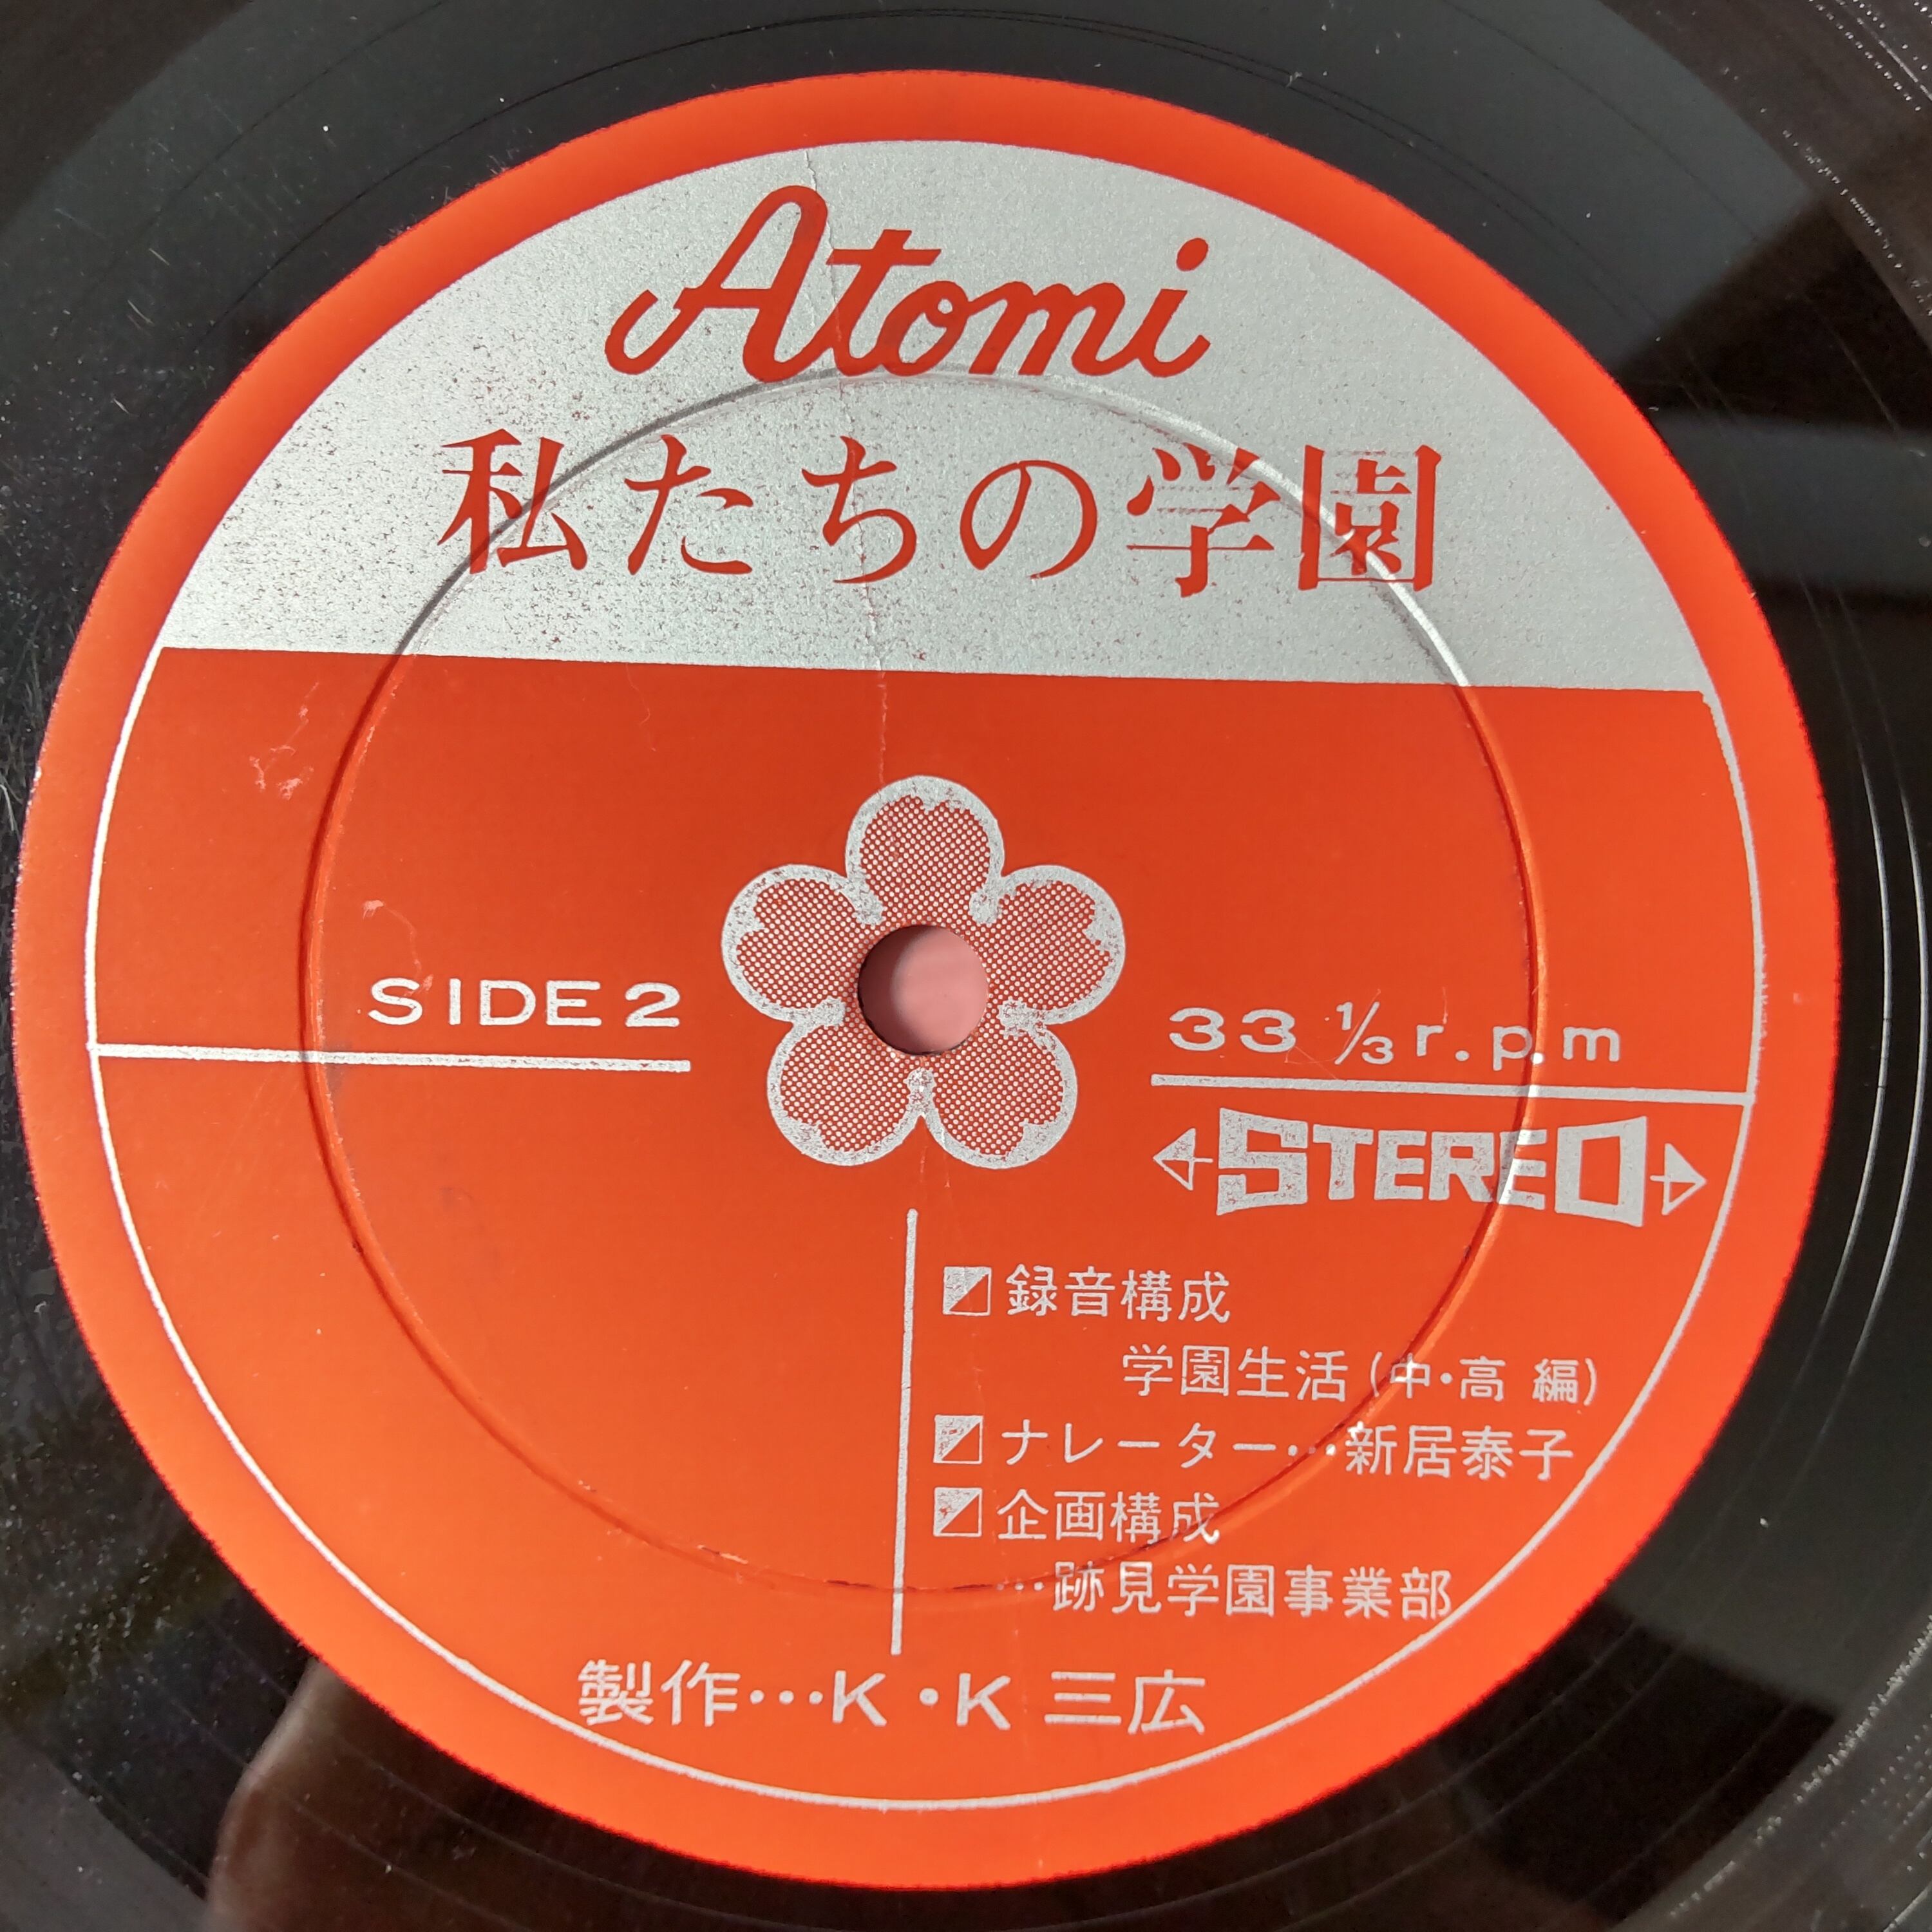 Atomi
私たちの学園
SIDE 2
33 1/3 r.p.m
STEREO
録音構成
学園生活(中・高 編)
ナレーター…新居泰子
企画構成
…跡見学園事業部
製作…K・K 三広